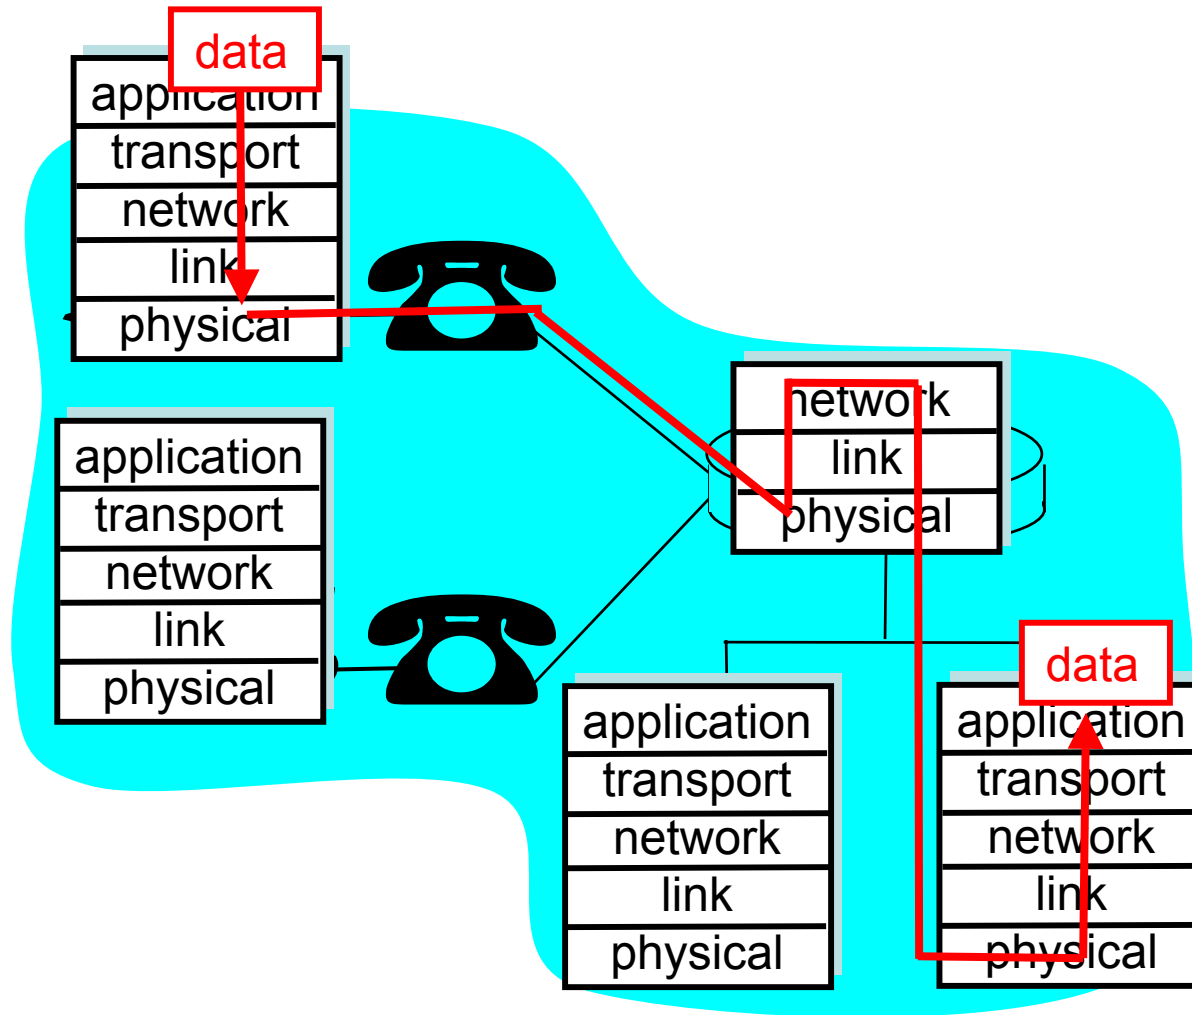 data
application
transport
network
link
physical
application
transport
network
link
physical
network
link
physical
application
transport
network
link
physical
data
application
transport
network
link
physical